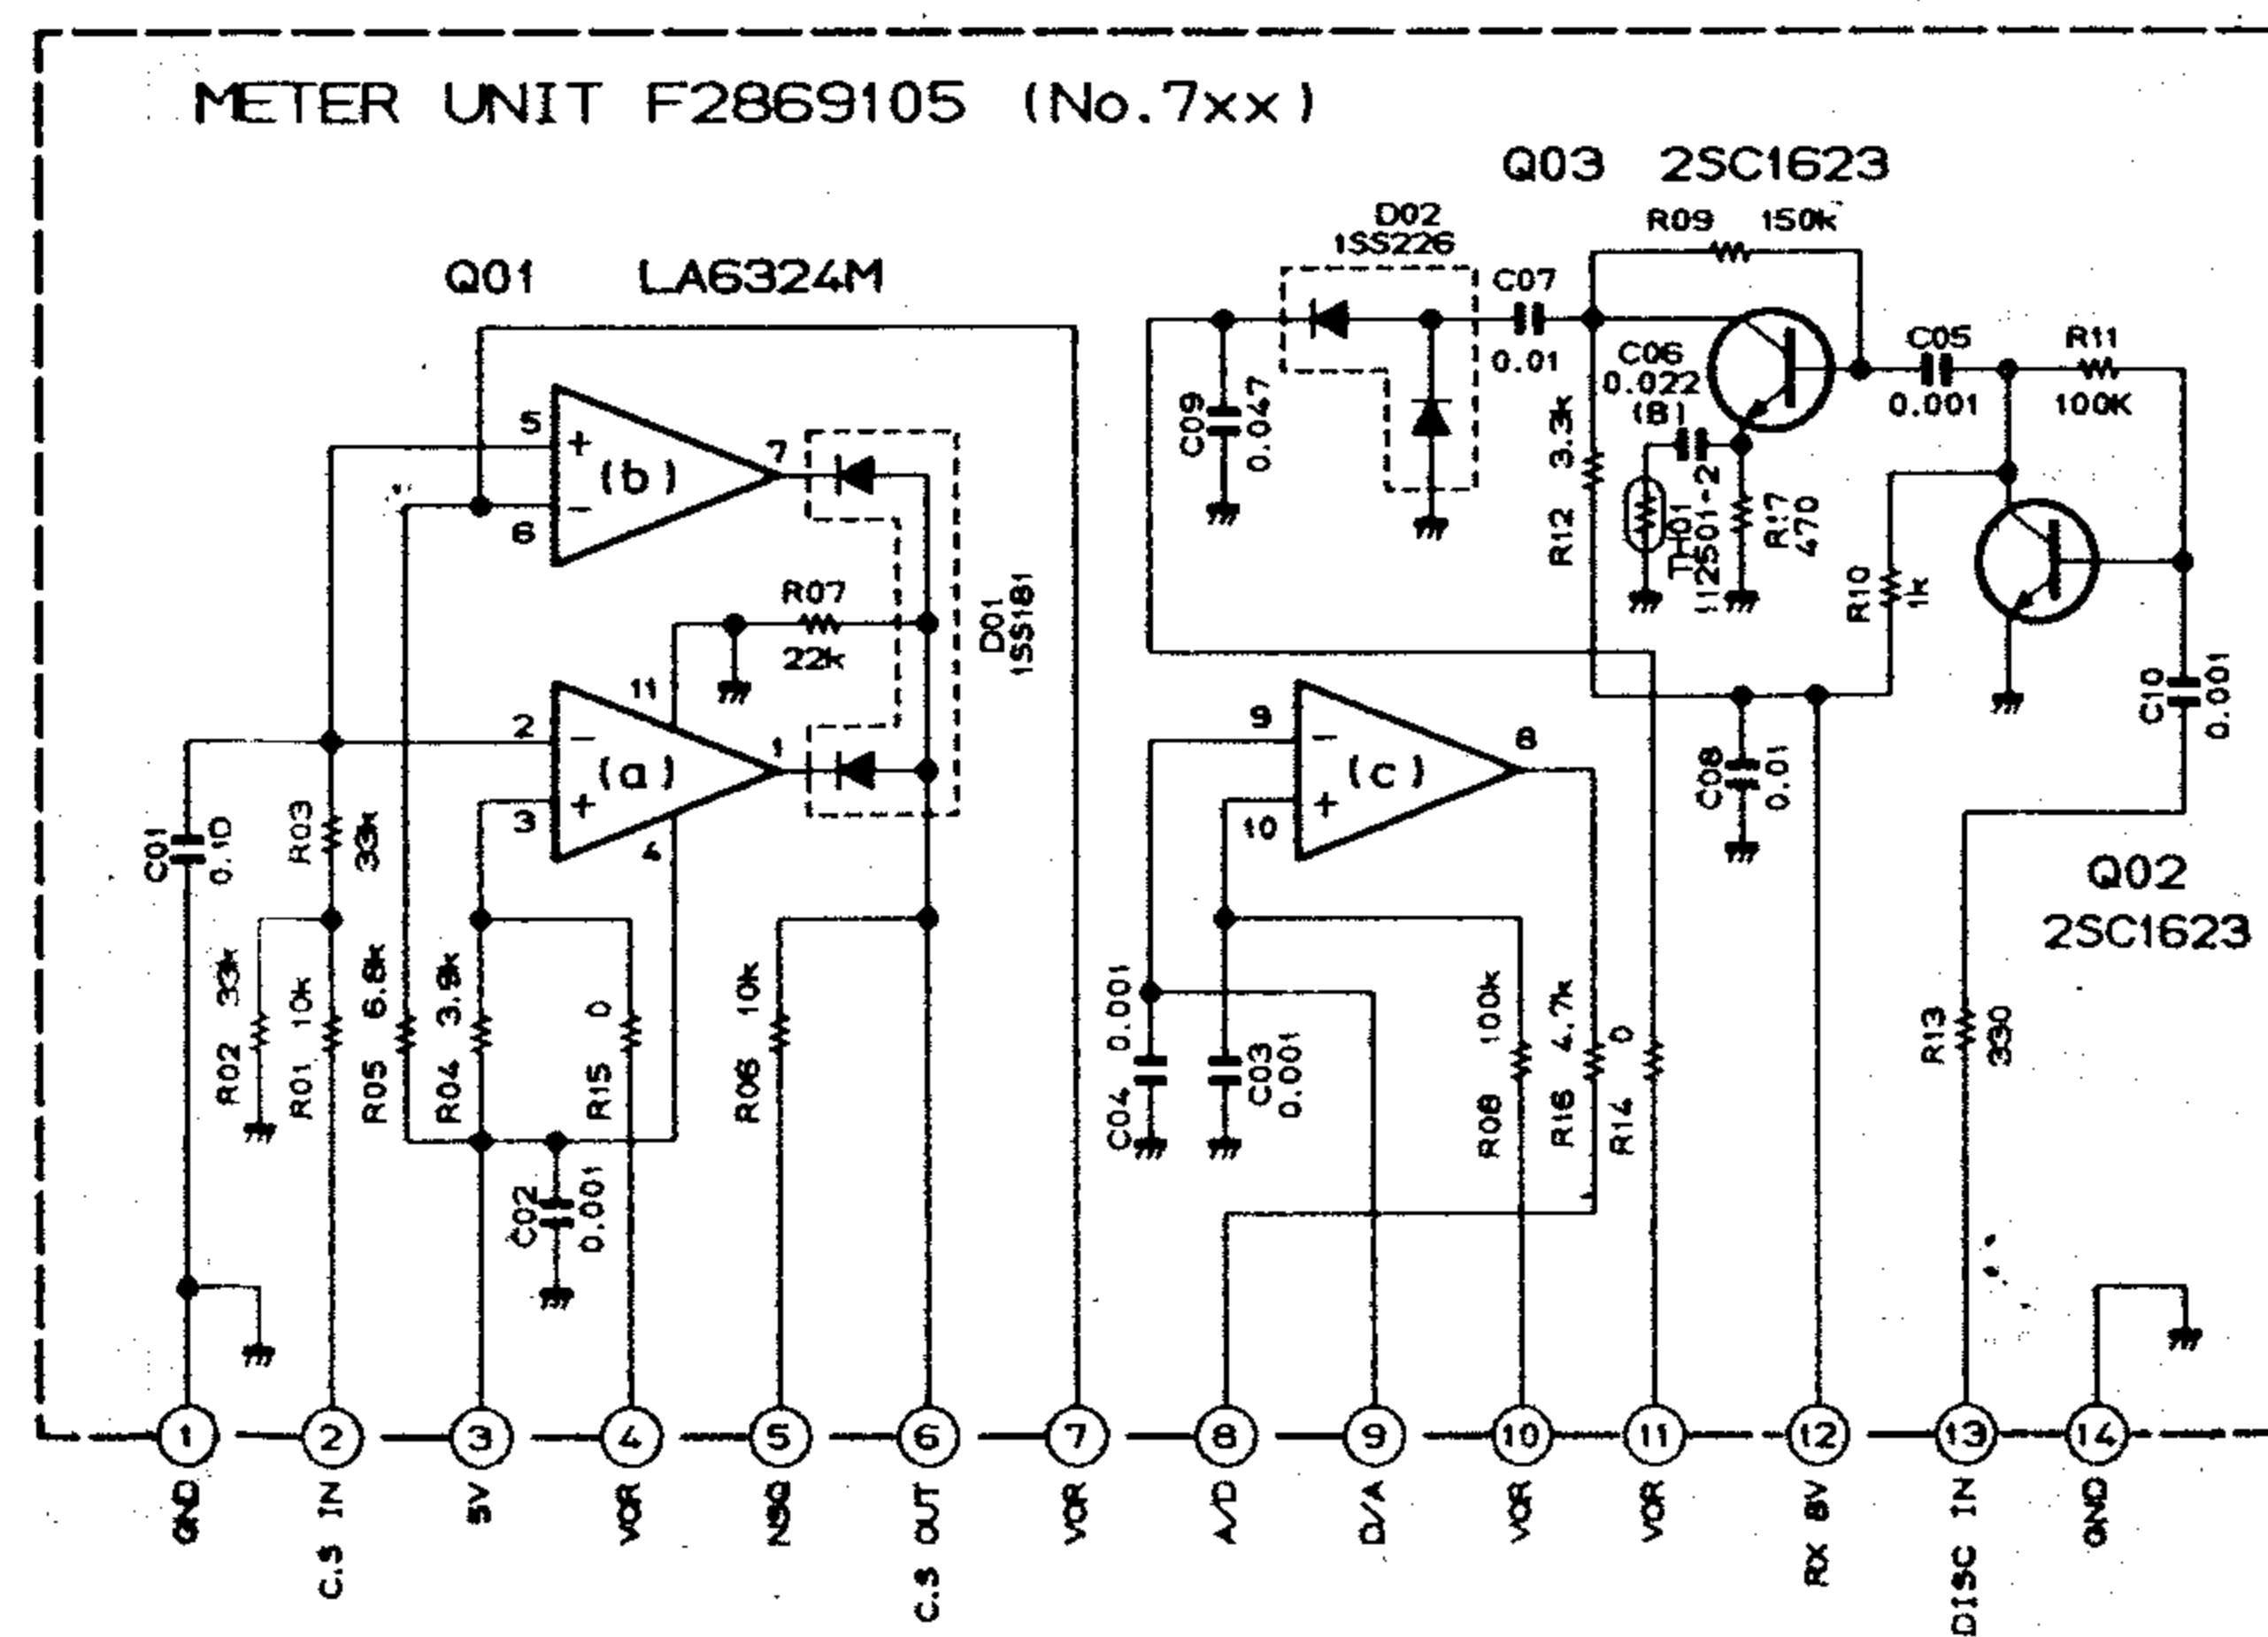 METER UNIT F2869105 (No.7xx)
Q03 2SC1623
R09 150k
D02
1SS226
Q01 LA6324M
C07
0.01
C06
0.022
(B)
C05
0.001
R11
100K
C09
0.047
R12 3.3k
TH01
112501-2
R17
470
R10
1k
C10
0.001
5
+
(b)
-
6
7
R07
22k
D01
1SS181
11
2
-
(a)
+
3
1
4
9
-
(c)
+
10
8
C08
0.01
C01
0.10
R03
33k
Q02
2SC1623
R02 33k
R01 10k
R05 6.8k
R04 3.9k
R15 0
R06 10k
C04 0.001
C03
0.001
R08 100k
R16 4.7k
R14 0
R13
330
C02
0.001
1 2 3 4 5 6 7 8 9 10 11 12 13 14
GND
C.S IN
5V
VOR
C.S OUT
VOR
A/D
D/A
VOR
VOR
RX 8V
DISC IN
GND